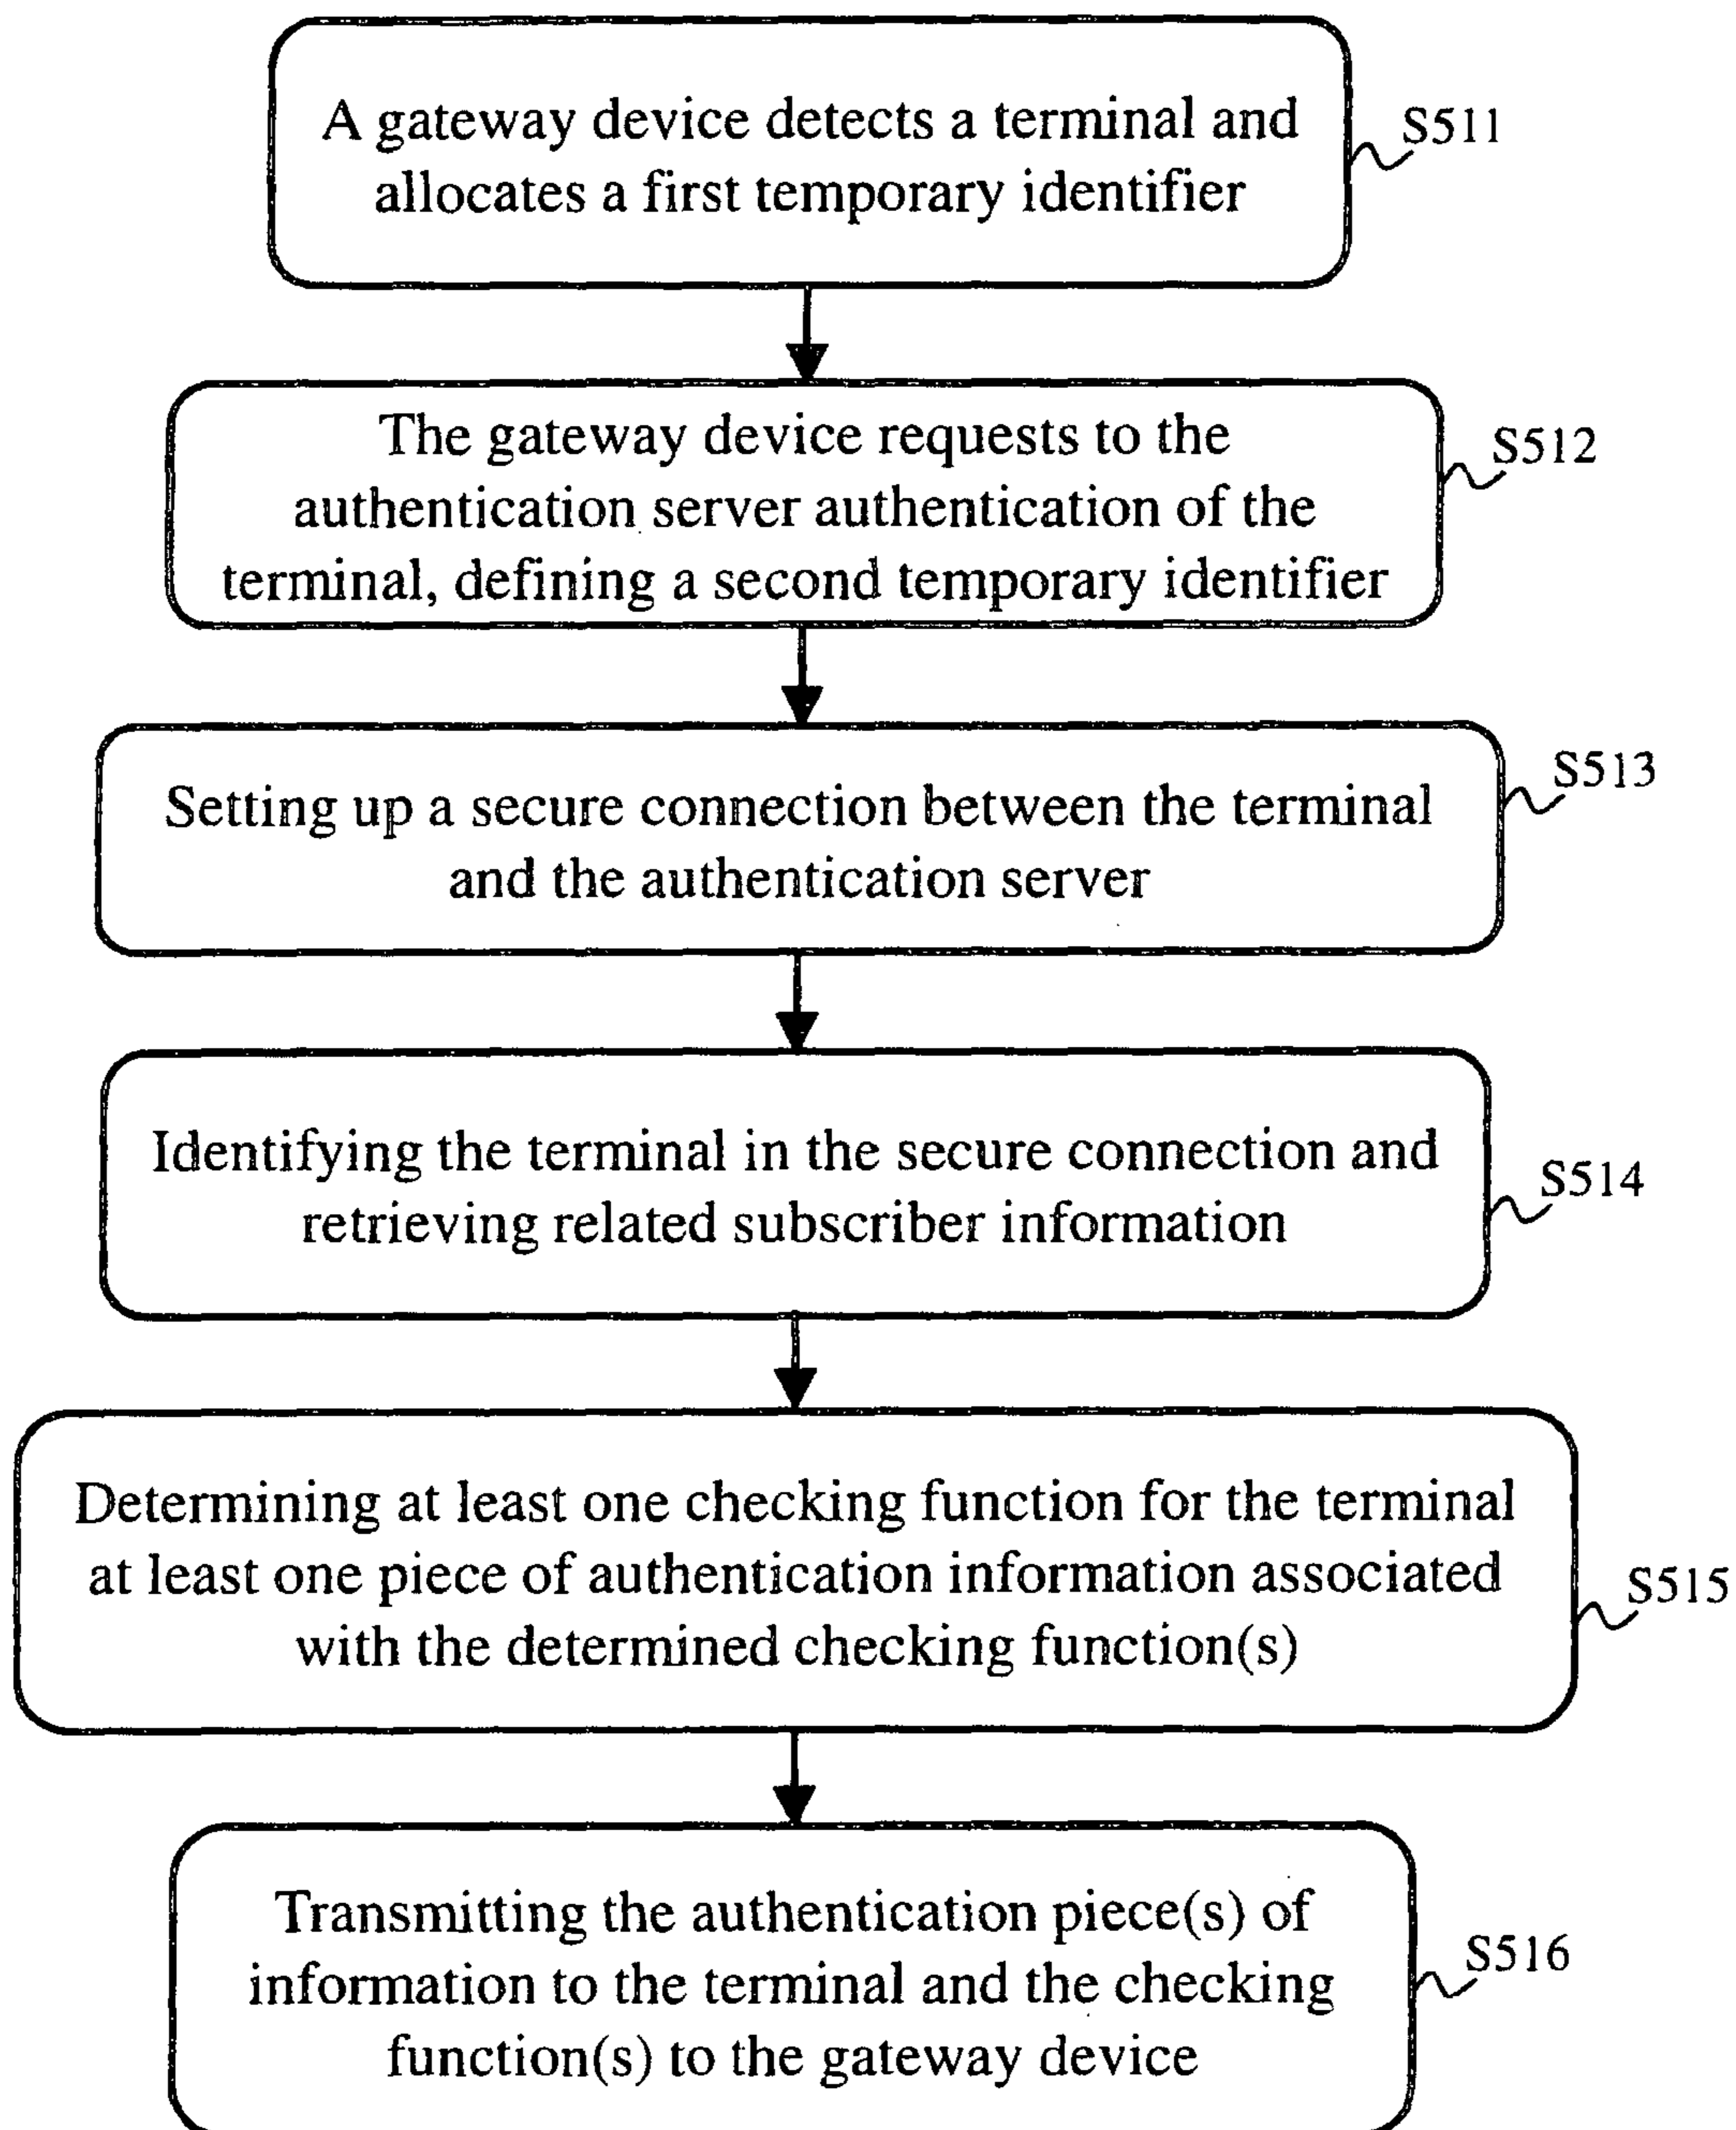 A gateway device detects a terminal and
allocates a first temporary identifier
S511
The gateway device requests to the
authentication server authentication of the
terminal, defining a second temporary identifier
S512
Setting up a secure connection between the terminal
and the authentication server
S513
Identifying the terminal in the secure connection and
retrieving related subscriber information
S514
Determining at least one checking function for the terminal
at least one piece of authentication information associated
with the determined checking function(s)
S515
Transmitting the authentication piece(s) of
information to the terminal and the checking
function(s) to the gateway device
S516